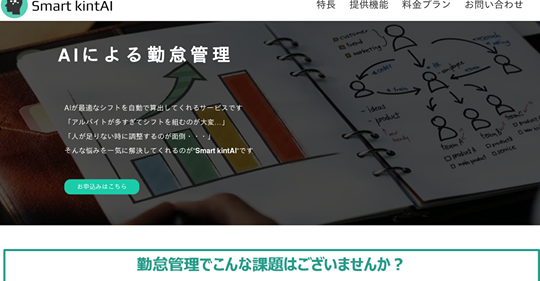 Smart kintAI
特長 提供機能 料金プラン お問い合わせ
AIによる勤怠管理
AIが最適なシフトを自動で算出してくれるサービスです
「アルバイトが多すぎてシフトを組むのが大変…」
「人が足りない時に調整するのが面倒・・・」
そんな悩みを一気に解決してくれるのが"Smart kintAI"です
お申込みはこちら
customer
brand
marketing
- ideas
- product
team A
product
勤怠管理でこんな課題はございませんか？